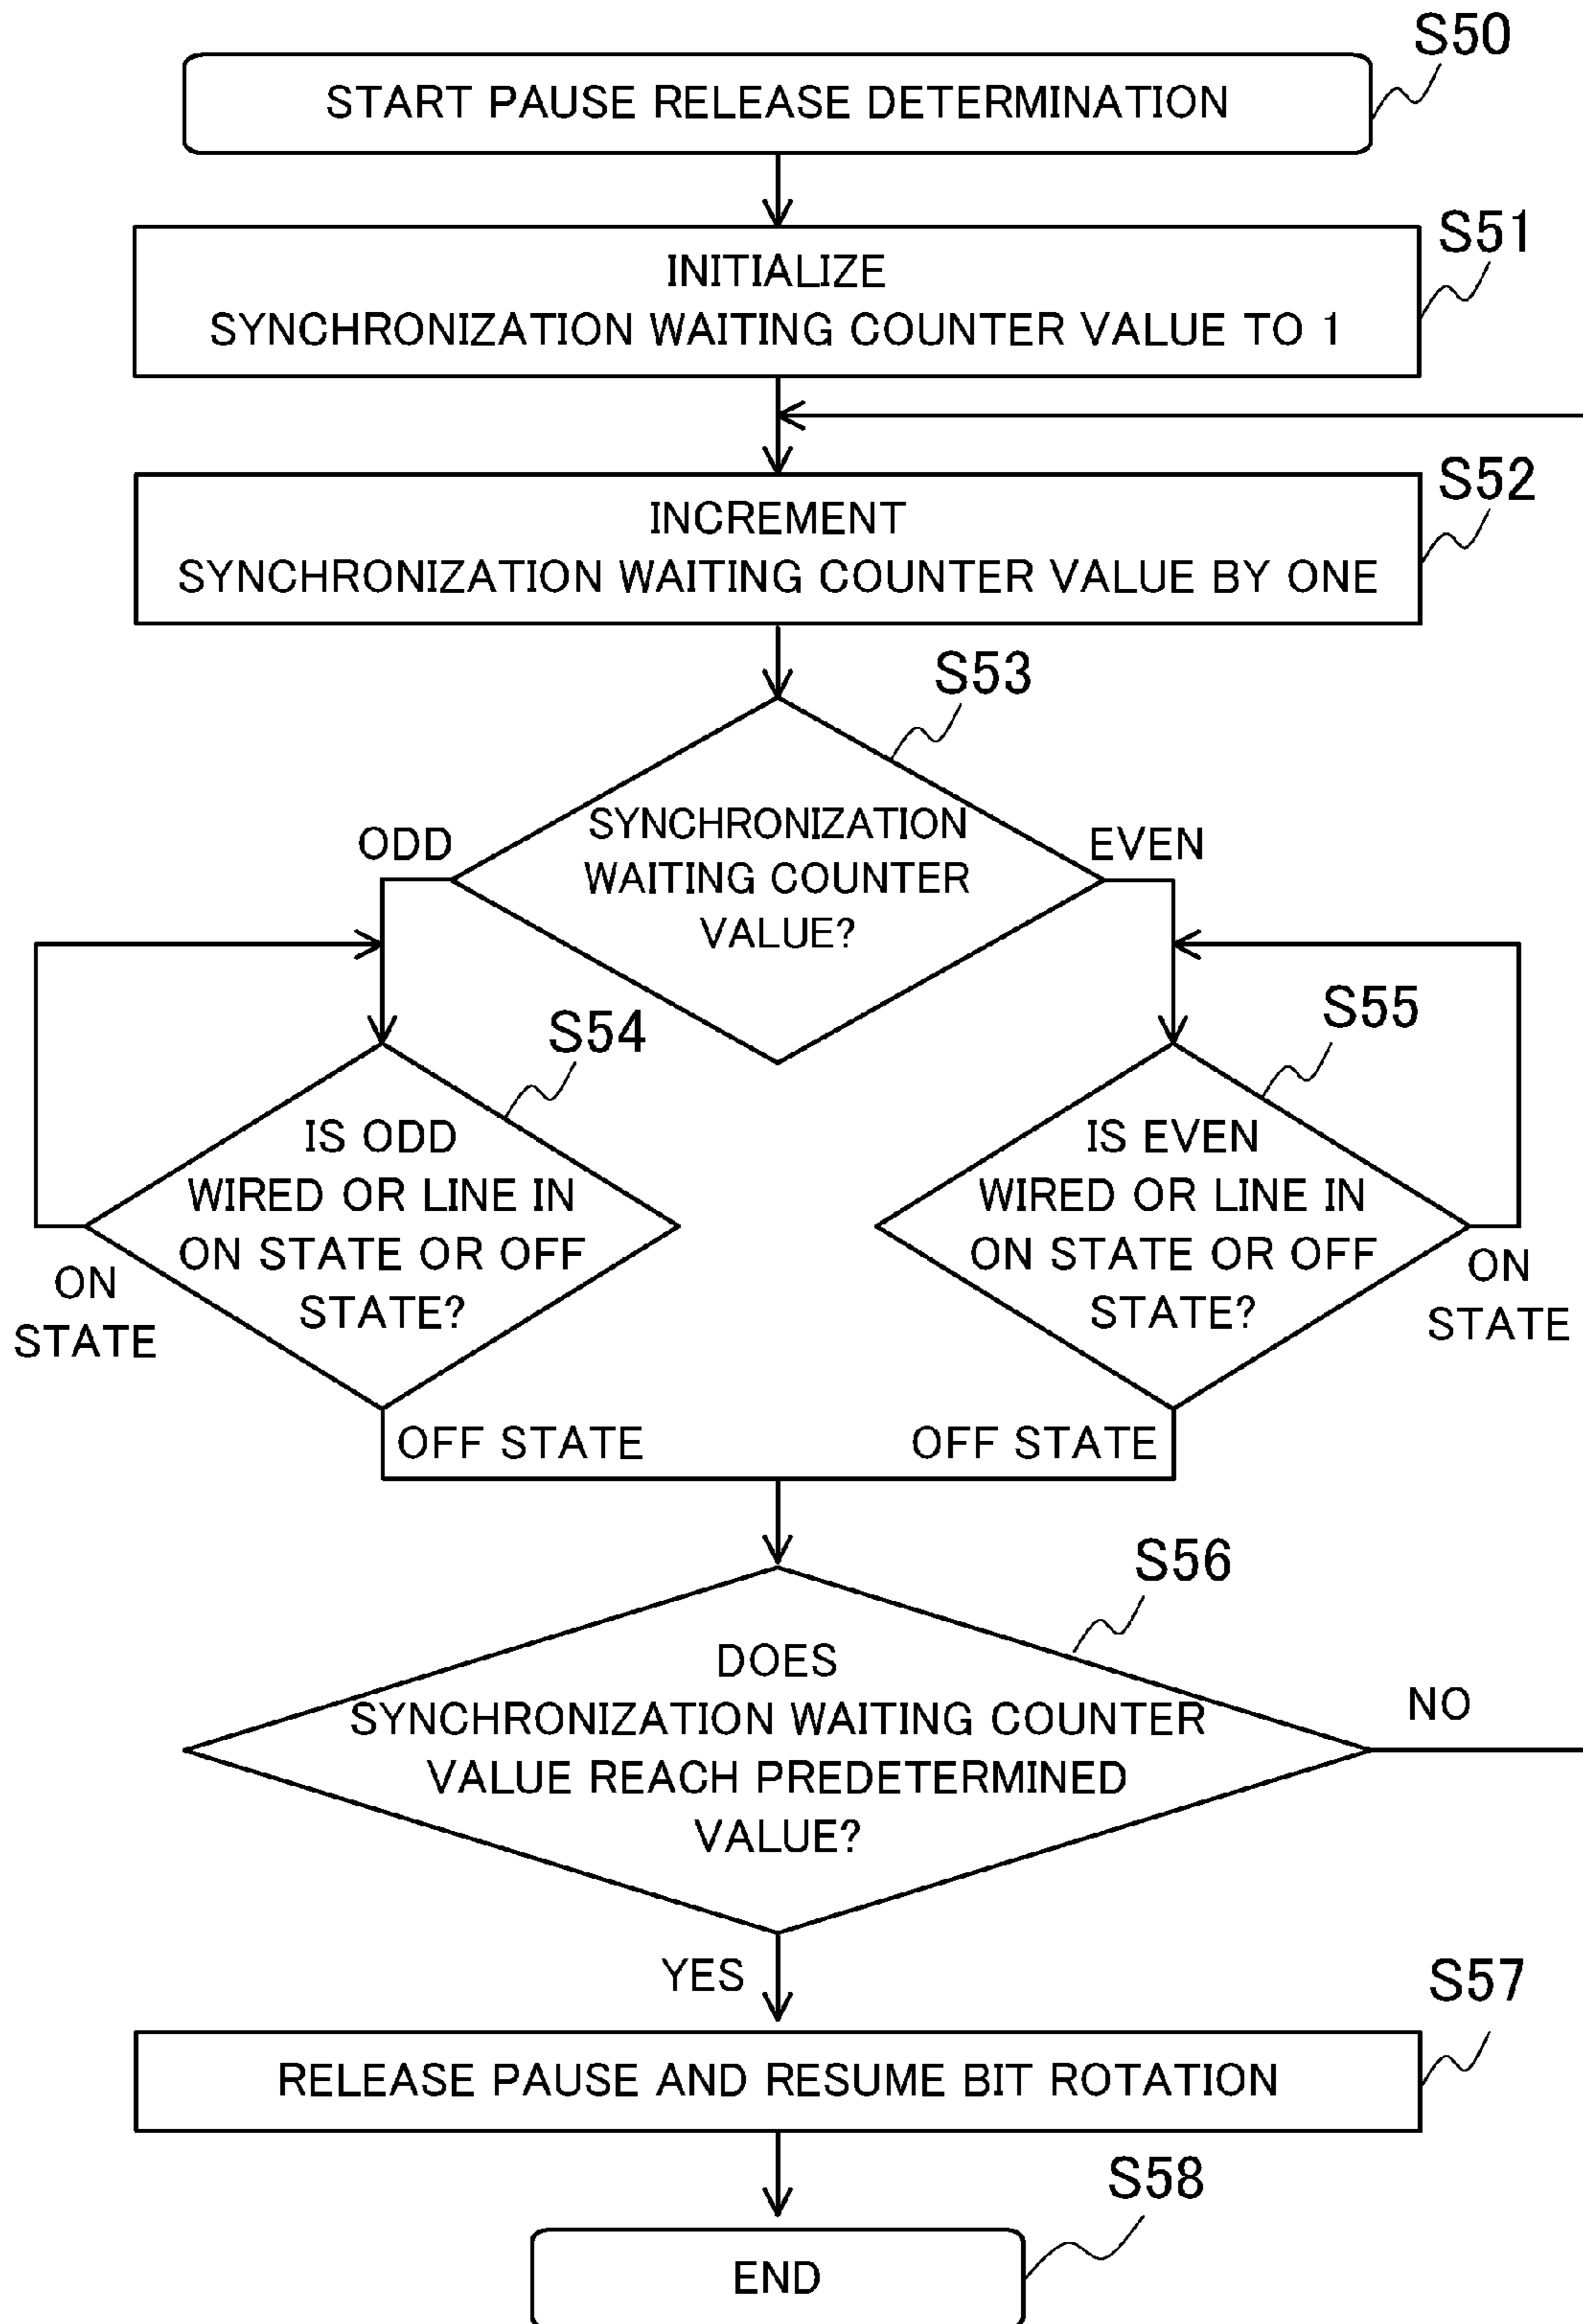 S50
START PAUSE RELEASE DETERMINATION
S51
INITIALIZE
SYNCHRONIZATION WAITING COUNTER VALUE TO 1
S52
INCREMENT
SYNCHRONIZATION WAITING COUNTER VALUE BY ONE
S53
SYNCHRONIZATION
WAITING COUNTER
VALUE?
ODD
EVEN
S54
IS ODD
WIRED OR LINE IN
ON STATE OR OFF
STATE?
ON
STATE
OFF STATE
S55
IS EVEN
WIRED OR LINE IN
ON STATE OR OFF
STATE?
ON
STATE
OFF STATE
S56
DOES
SYNCHRONIZATION WAITING COUNTER
VALUE REACH PREDETERMINED
VALUE?
NO
YES
S57
RELEASE PAUSE AND RESUME BIT ROTATION
S58
END